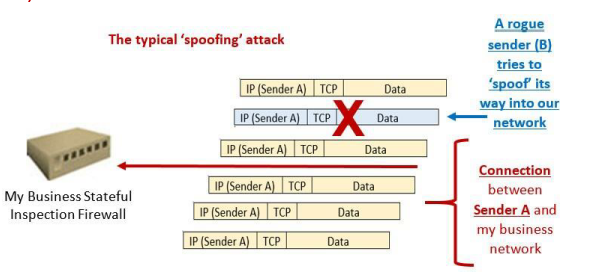 The typical ‘spoofing’ attack
A rogue
sender (B)
tries to
‘spoof’ its
way into our
network
IP (Sender A) TCP Data
IP (Sender A) TCP Data
IP (Sender A) TCP Data
IP (Sender A) TCP Data
IP (Sender A) TCP Data
IP (Sender A) TCP Data
My Business Stateful
Inspection Firewall
Connection
between
Sender A and
my business
network